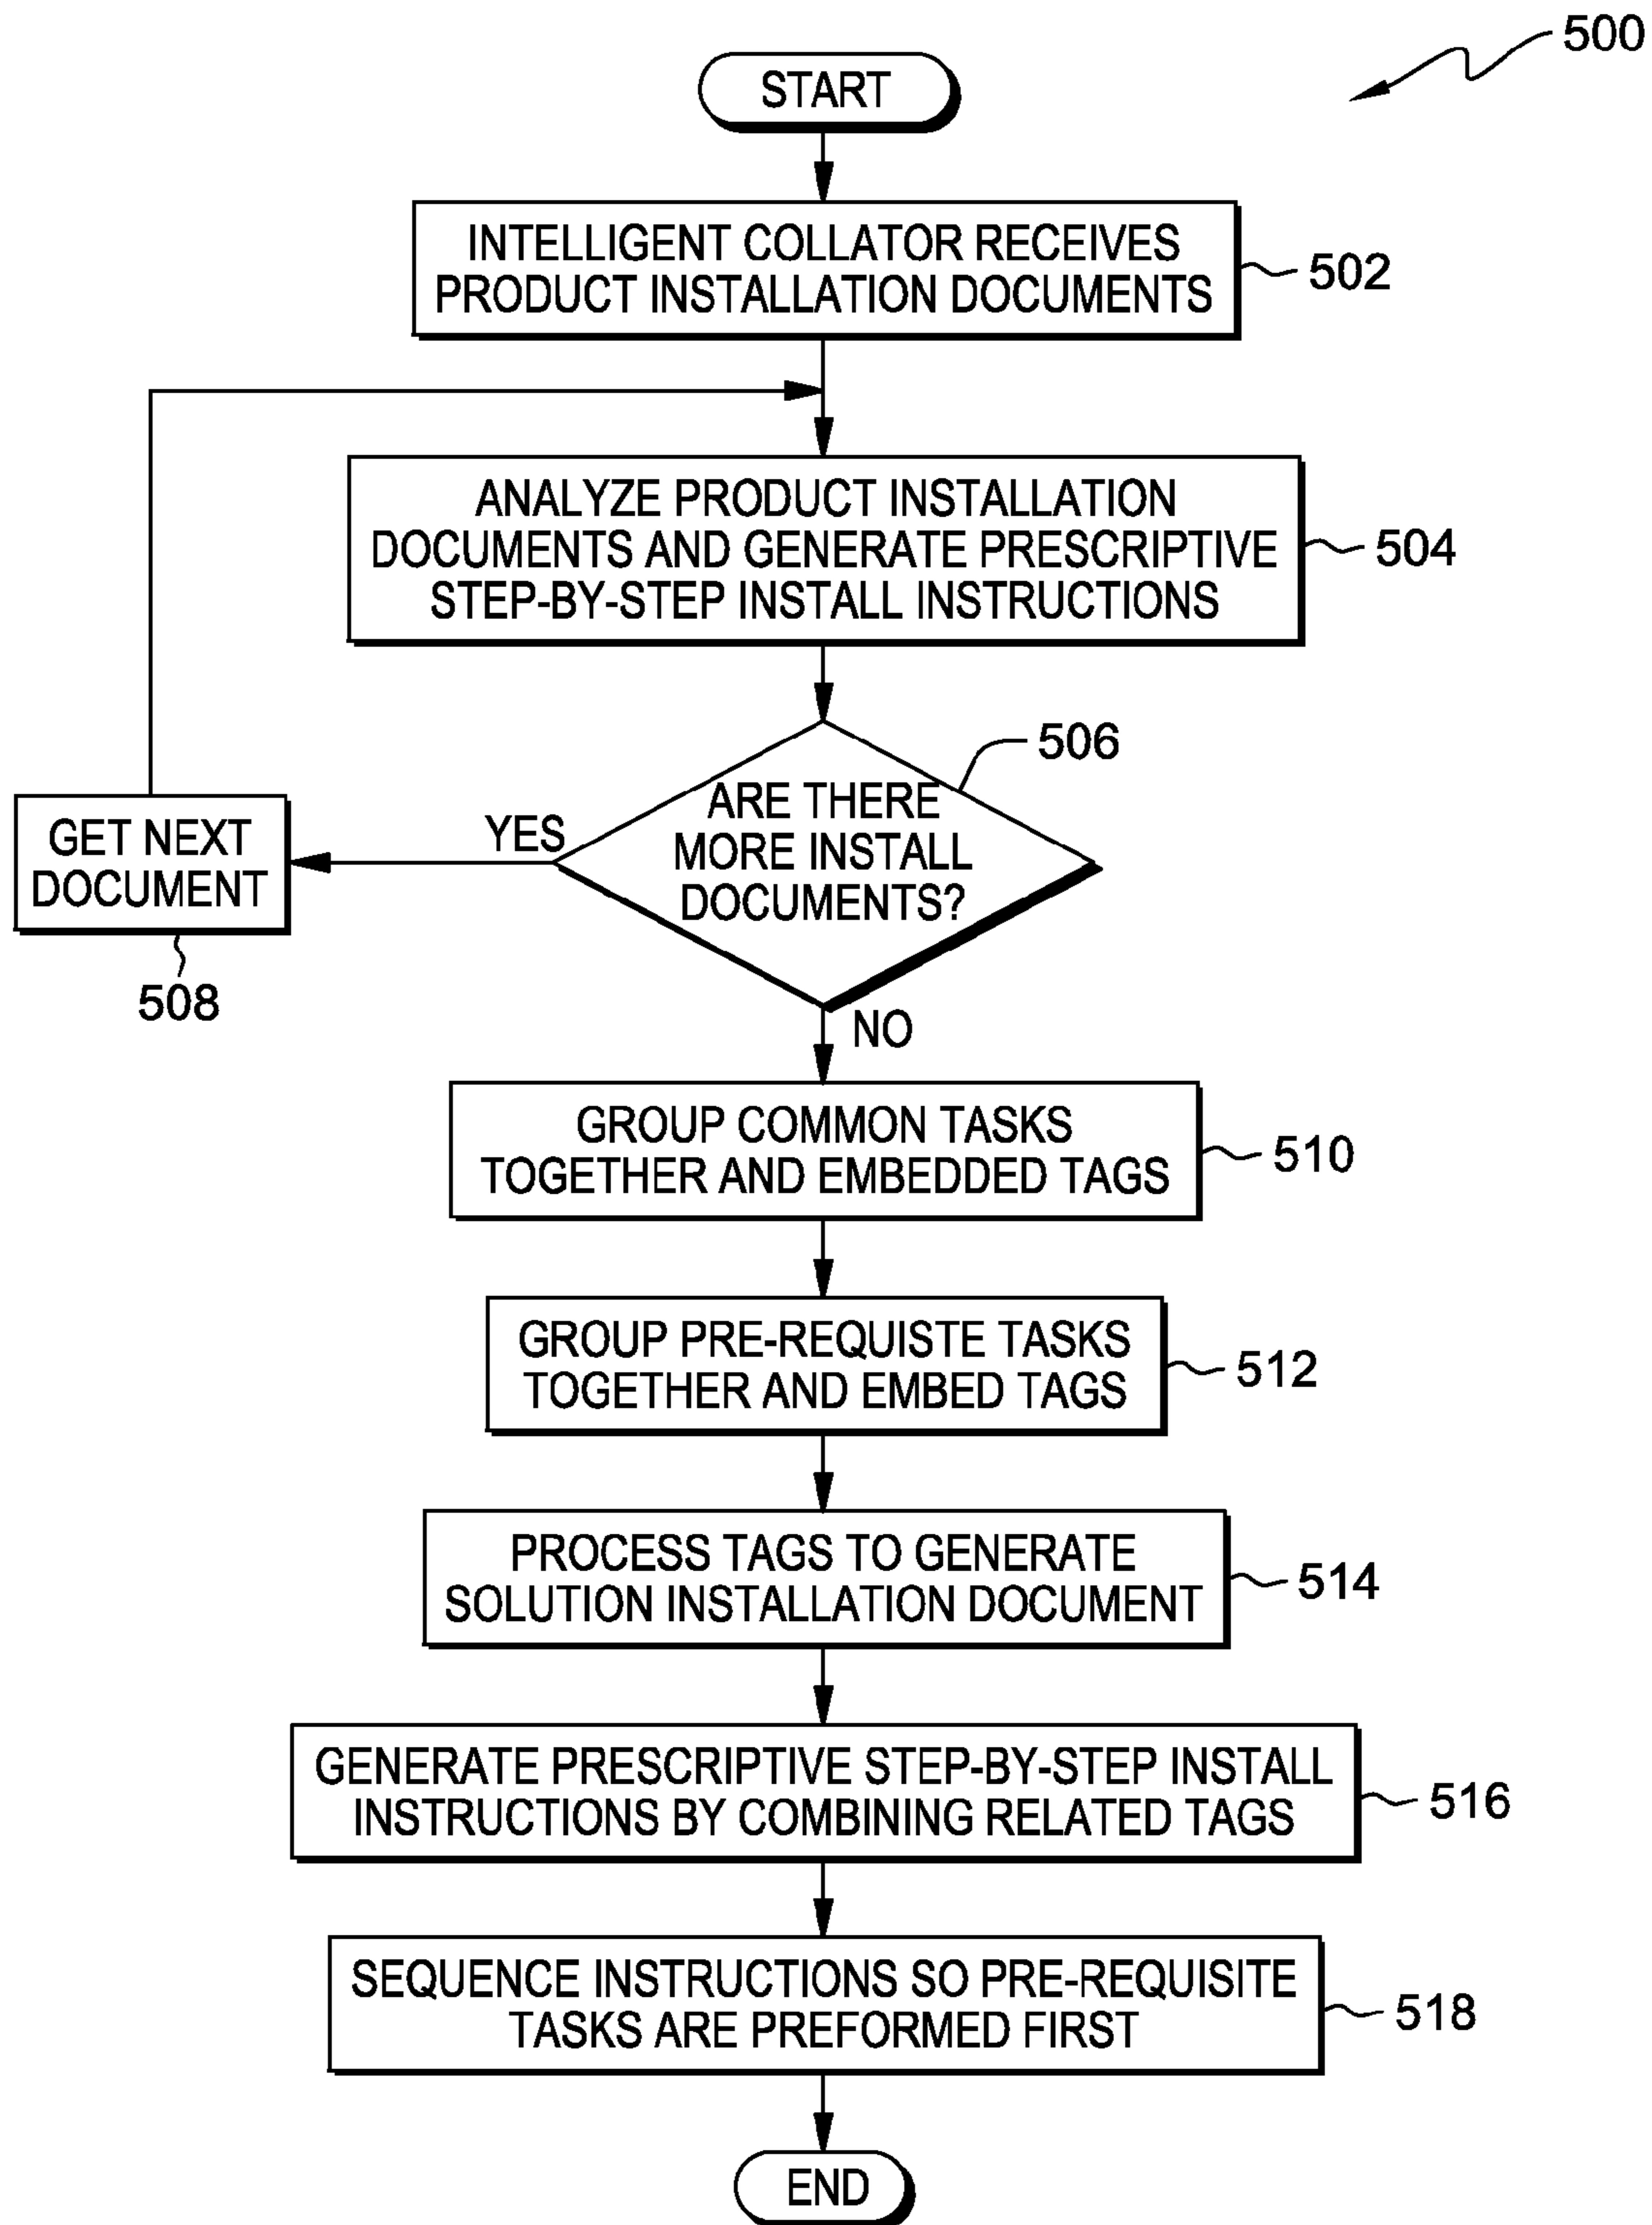 500
START
INTELLIGENT COLLATOR RECEIVES
PRODUCT INSTALLATION DOCUMENTS
502
ANALYZE PRODUCT INSTALLATION
DOCUMENTS AND GENERATE PRESCRIPTIVE
STEP-BY-STEP INSTALL INSTRUCTIONS
504
506
ARE THERE
MORE INSTALL
DOCUMENTS?
YES
GET NEXT
DOCUMENT
508
NO
GROUP COMMON TASKS
TOGETHER AND EMBEDDED TAGS
510
GROUP PRE-REQUISTE TASKS
TOGETHER AND EMBED TAGS
512
PROCESS TAGS TO GENERATE
SOLUTION INSTALLATION DOCUMENT
514
GENERATE PRESCRIPTIVE STEP-BY-STEP INSTALL
INSTRUCTIONS BY COMBINING RELATED TAGS
516
SEQUENCE INSTRUCTIONS SO PRE-REQUISITE
TASKS ARE PREFORMED FIRST
518
END